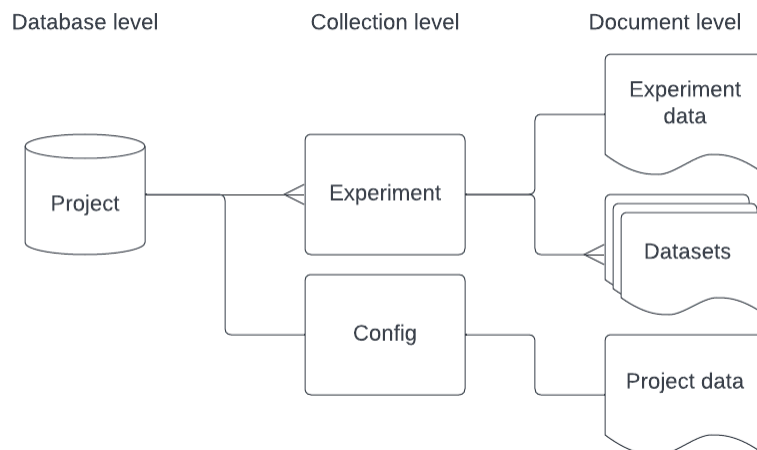 Database level
Collection level
Document level
Experiment
data
Project
Experiment
Datasets
Config
Project data